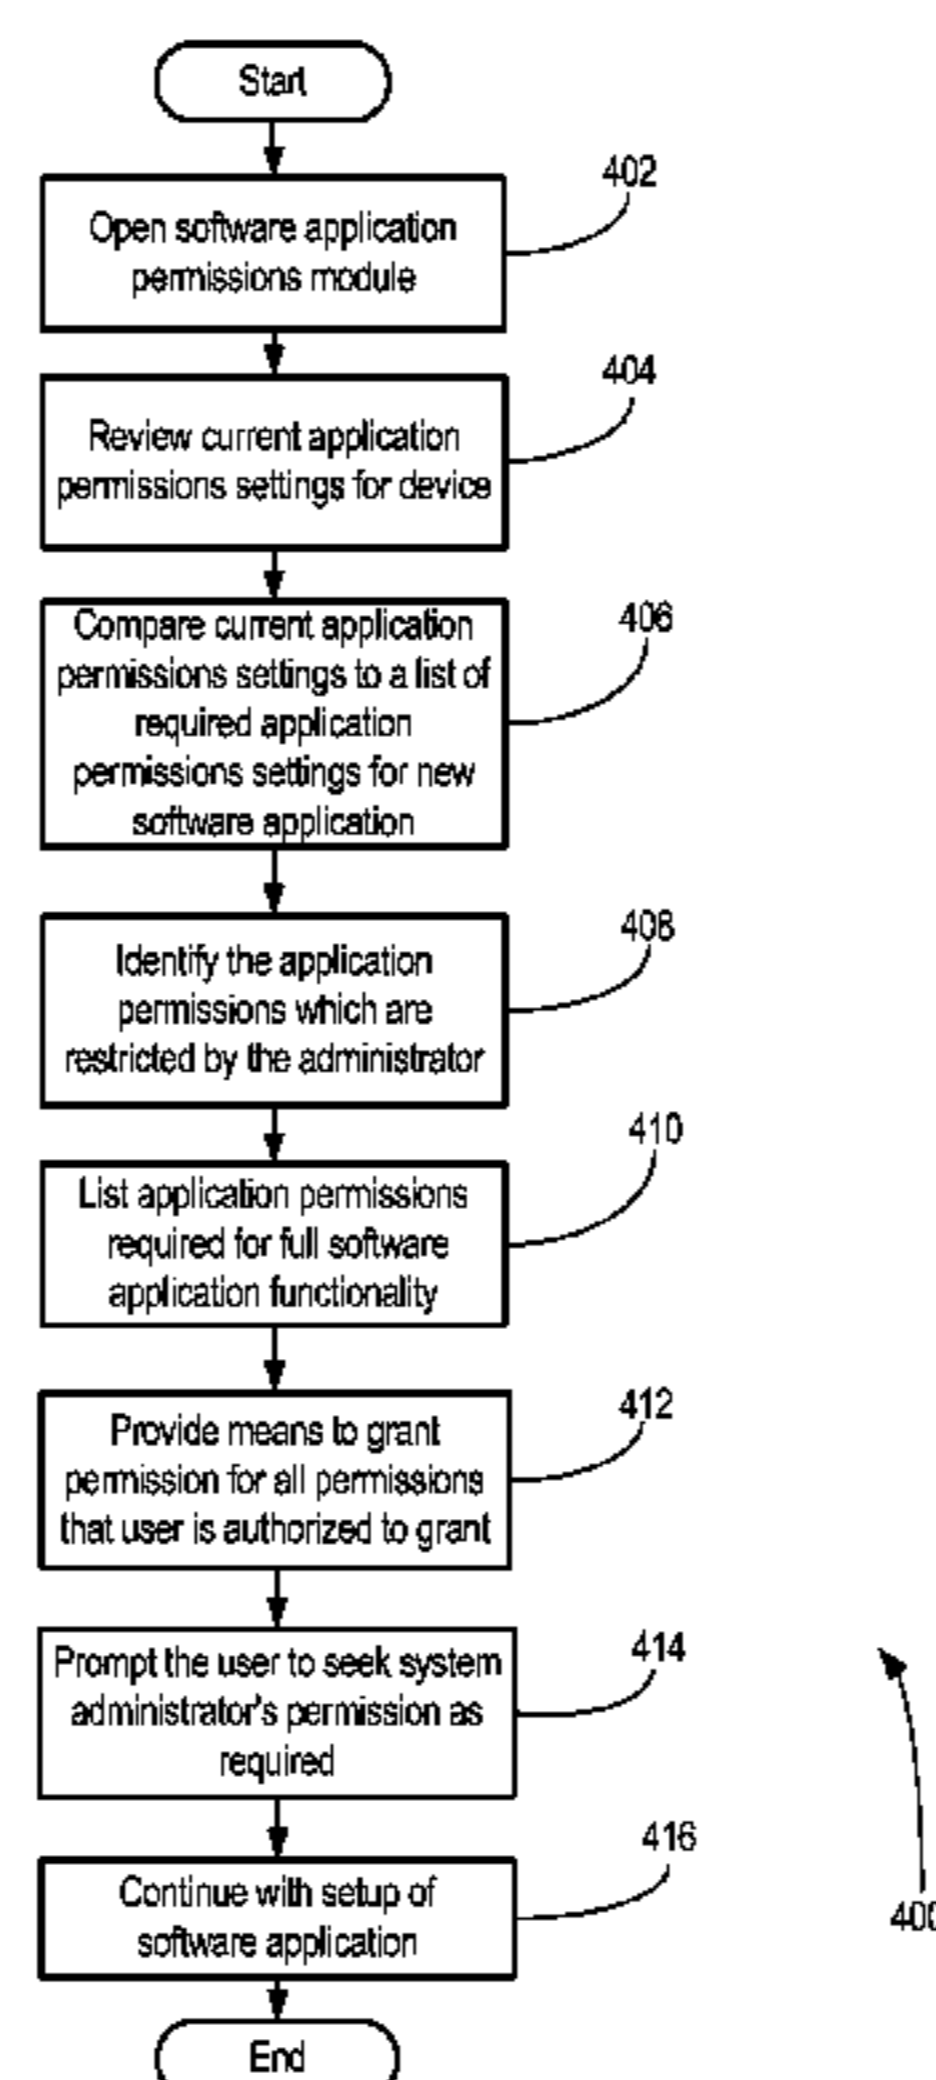 Start
402
Open software application
permissions module
404
Review current application
permissions settings for device
406
Compare current application
permissions settings to a list of
required application
permissions settings for new
software application
408
Identify the application
permissions which are
restricted by the administrator
410
List application permissions
required for full software
application functionality
412
Provide means to grant
permission for all permissions
that user is authorized to grant
414
Prompt the user to seek system
administrator's permission as
required
416
Continue with setup of
software application
400
End